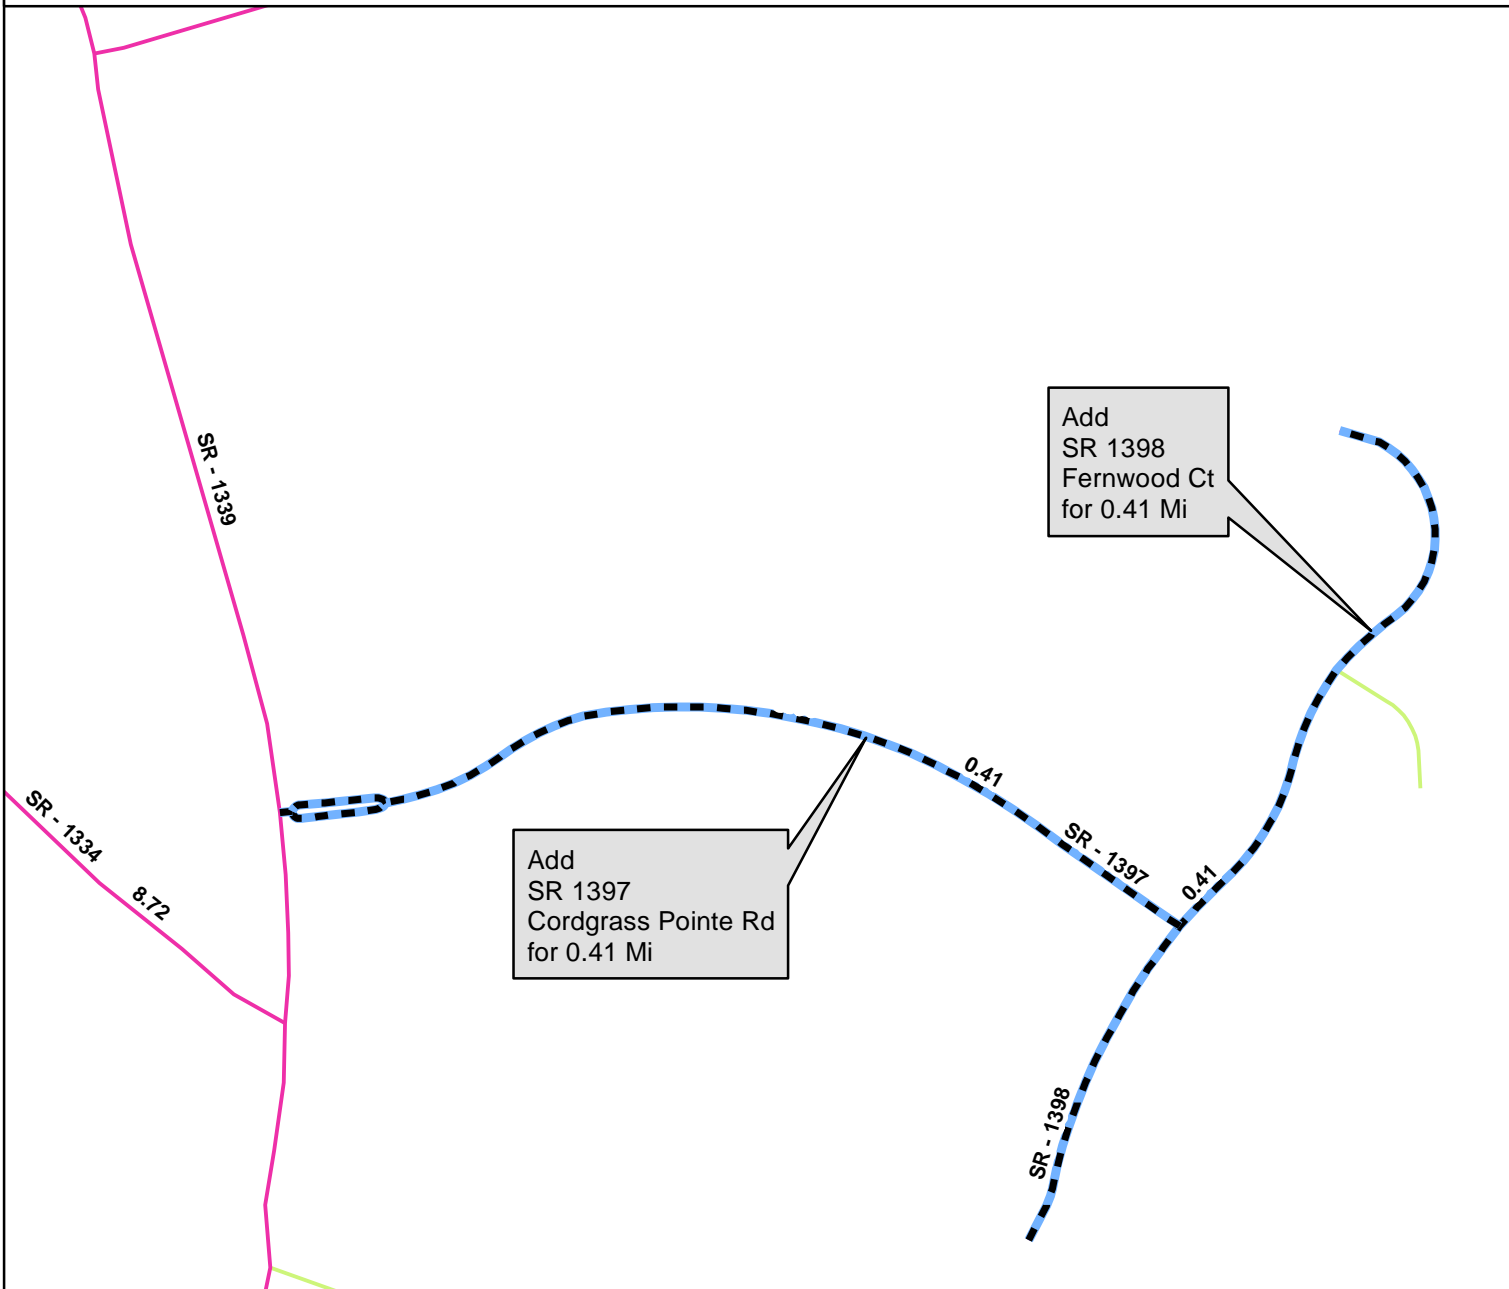 SR - 1339
Add
SR 1398
Fernwood Ct
for 0.41 Mi
0.41
SR - 1397
SR - 1334
8.72
Add
SR 1397
Cordgrass Pointe Rd
for 0.41 Mi
0.41
SR - 1398